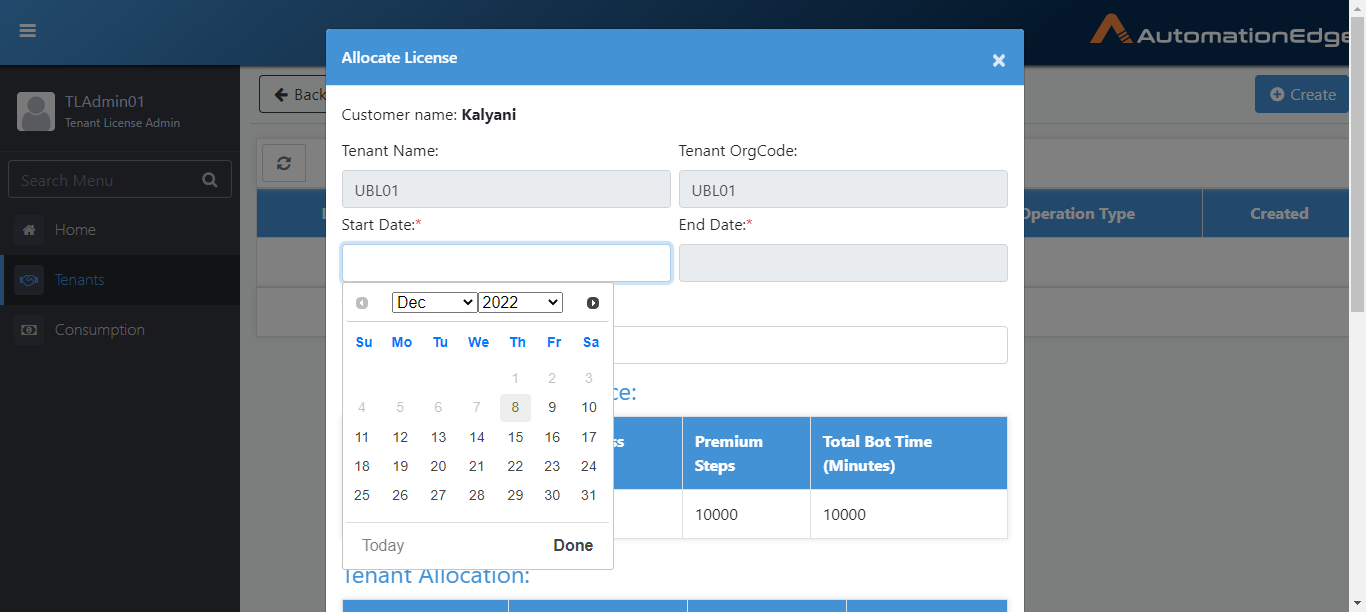 Allocate License
×
AutomationEdge
TLAdmin01
Tenant License Admin
Back
Create
Customer name: Kalyani
Tenant Name:
Tenant OrgCode:
Search Menu
UBL01
UBL01
Start Date:*
End Date:*
Operation Type
Created
Home
Tenants
Consumption
Dec
2022
Su Mo Tu We Th Fr Sa
1 2 3
4 5 6 7 8 9 10
11 12 13 14 15 16 17
18 19 20 21 22 23 24
25 26 27 28 29 30 31
Today
Done
ce:
ss
Premium
Steps
Total Bot Time
(Minutes)
10000
10000
Tenant Allocation: